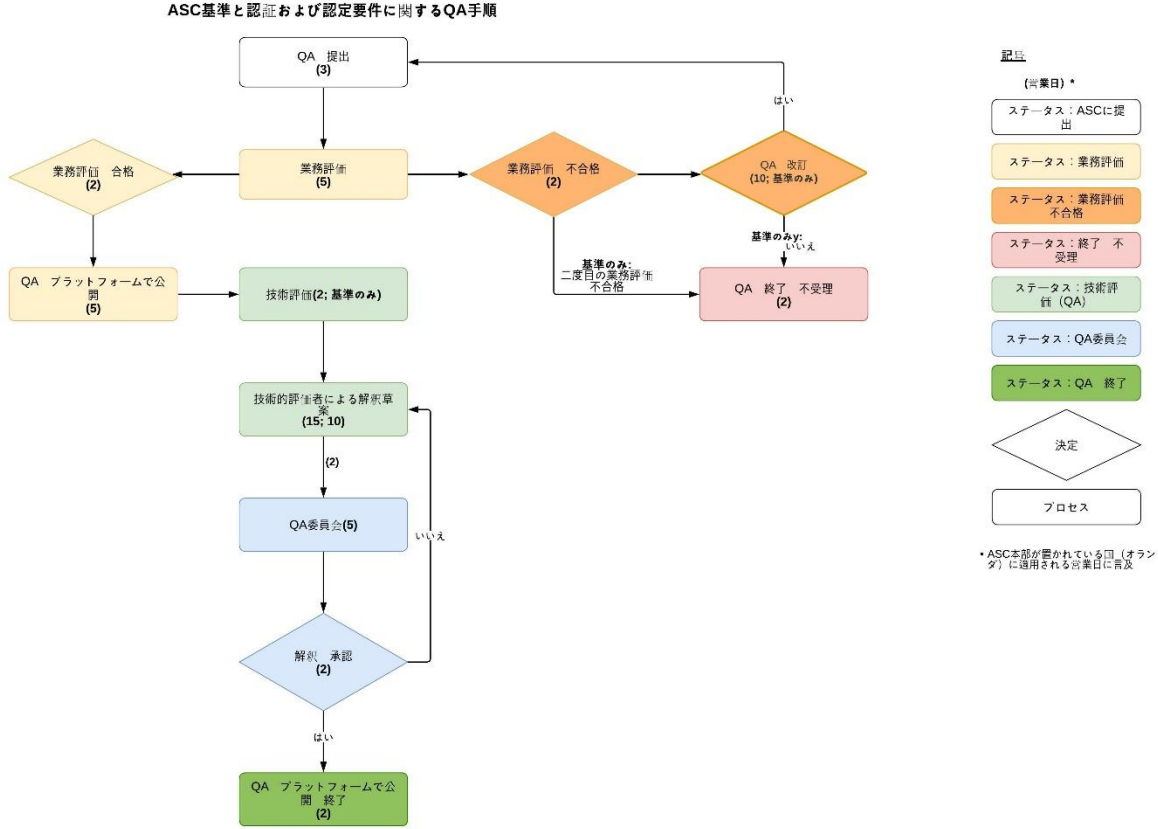 ASC基準と認証および認定要件に関するQA手順
QA 提出
(3)
はい
業務評価 合格
(2)
業務評価
(5)
業務評価 不合格
(2)
QA 改訂
(10; 基準のみ)
基準のみy:
いいえ
基準のみ:
二度目の業務評価
不合格
QA プラットフォームで公
開
(5)
技術評価(2; 基準のみ)
QA 終了 不受理
(2)
技術的評価者による解釈草
案
(15; 10)
(2)
QA委員会(5)
いいえ
解釈 承認
(2)
はい
QA プラットフォームで公
開 終了
(2)
記号
(営業日) *
ステータス：ASCに提
出
ステータス：業務評価
ステータス：業務評価
不合格
ステータス：終了 不
受理
ステータス：技術評
価（QA）
ステータス：QA委員会
ステータス：QA 終了
決定
プロセス
• ASC本部が置かれている国（オラン
ダ）に適用される営業日に言及